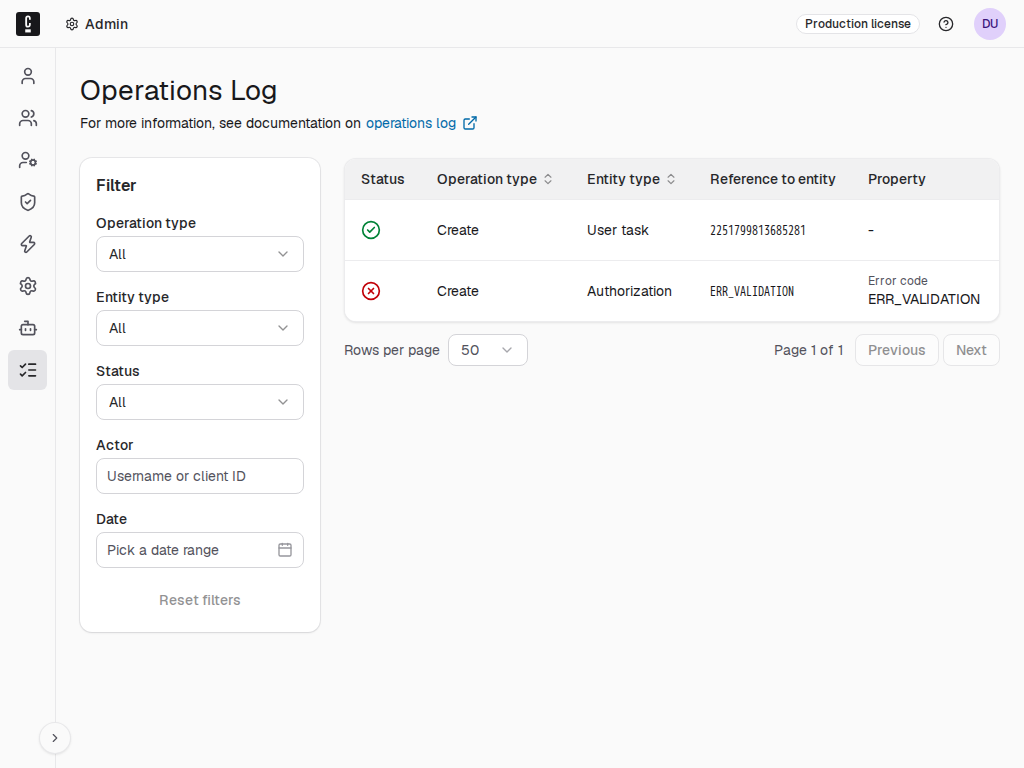 Admin
Production license
DU
Operations Log
For more information, see documentation on operations log
Filter
Operation type
All
Entity type
All
Status
All
Actor
Username or client ID
Date
Pick a date range
Reset filters
Status Operation type Entity type Reference to entity Property
Create User task 2251799813685281 -
Create Authorization ERR_VALIDATION Error code
ERR_VALIDATION
Rows per page 50 Page 1 of 1 Previous Next